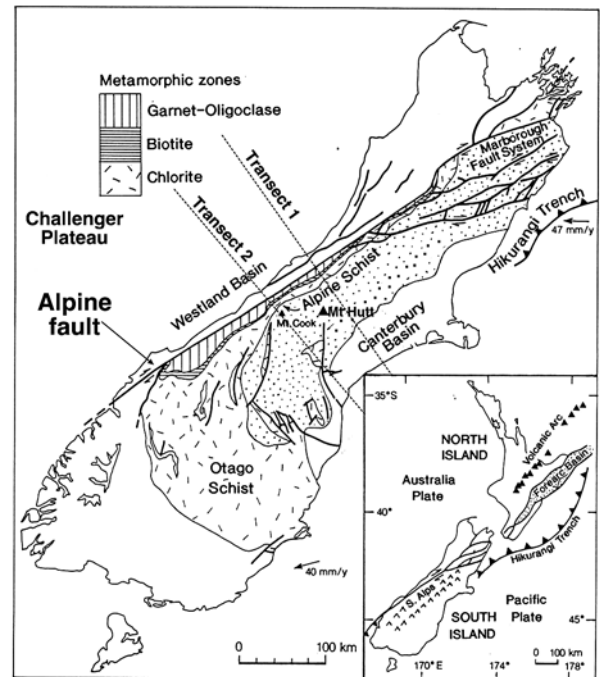 Metamorphic zones
Garnet-Oligoclase
Biotite
Chlorite
Challenger
Plateau
Transect 1
Transect 2
Marlborough
Fault System
Hikurangi Trench
47 mm/y
Westland Basin
Alpine Schist
Alpine
fault
Mt. Cook
Mt Hutt
Canterbury
Basin
Otago
Schist
40 mm/y
0 100 km
35°S
NORTH
ISLAND
Volcanic Arc
Australia
Plate
Forearc Basin
40°
Hikurangi Trench
S. Alps
Pacific
Plate
SOUTH
ISLAND
45°
0 100 km
170°E 174° 178°